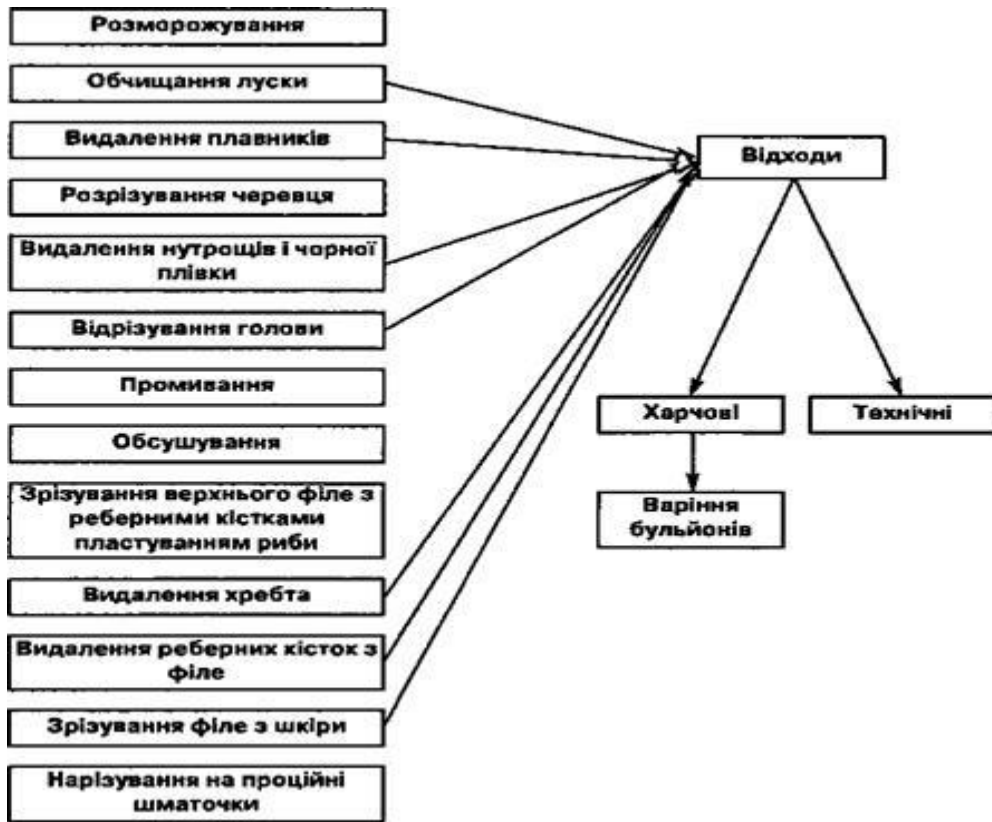 Розморожування
Обчищання луски
Видалення плавників
Розрізування черевця
Видалення нутрощів і чорної
плівки
Відрізування голови
Промивання
Обсушування
Зрізування верхнього філе з
реберними кістками
пластуванням риби
Видалення хребта
Видалення реберних кісток з
філе
Зрізування філе з шкіри
Нарізування на проційні
шматочки
Відходи
Харчові
Технічні
Варіння
бульйонів